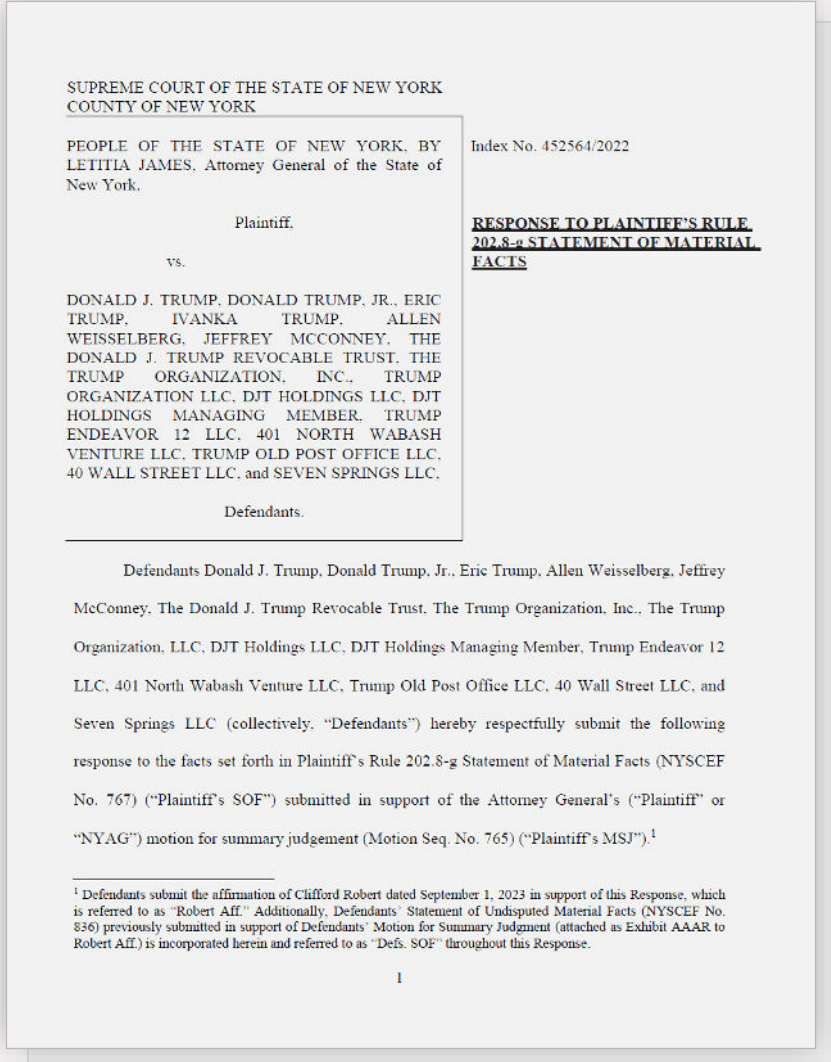 SUPREME COURT OF THE STATE OF NEW YORK
COUNTY OF NEW YORK
PEOPLE OF THE STATE OF NEW YORK, BY
LETITIA JAMES, Attorney General of the State of
New York,
Plaintiff,
vs.
DONALD J. TRUMP, DONALD TRUMP, JR., ERIC
TRUMP, IVANKA TRUMP, ALLEN
WEISSELBERG, JEFFREY MCCONNEY, THE
DONALD J. TRUMP REVOCABLE TRUST, THE
TRUMP ORGANIZATION, INC., TRUMP
ORGANIZATION LLC, DJT HOLDINGS LLC, DJT
HOLDINGS MANAGING MEMBER, TRUMP
ENDEAVOR 12 LLC, 401 NORTH WABASH
VENTURE LLC, TRUMP OLD POST OFFICE LLC,
40 WALL STREET LLC, and SEVEN SPRINGS LLC,
Defendants.
Index No. 452564/2022
RESPONSE TO PLAINTIFF'S RULE
202.8-g STATEMENT OF MATERIAL
FACTS
Defendants Donald J. Trump, Donald Trump, Jr., Eric Trump, Allen Weisselberg, Jeffrey
McConney, The Donald J. Trump Revocable Trust, The Trump Organization, Inc., The Trump
Organization, LLC, DJT Holdings LLC, DJT Holdings Managing Member, Trump Endeavor 12
LLC, 401 North Wabash Venture LLC, Trump Old Post Office LLC, 40 Wall Street LLC, and
Seven Springs LLC (collectively, “Defendants”) hereby respectfully submit the following
response to the facts set forth in Plaintiff's Rule 202.8-g Statement of Material Facts (NYSCEF
No. 767) (“Plaintiff's SOF”) submitted in support of the Attorney General's (“Plaintiff” or
“NYAG”) motion for summary judgement (Motion Seq. No. 765) (“Plaintiff's MSJ”).1
1 Defendants submit the affirmation of Clifford Robert dated September 1, 2023 in support of this Response, which
is referred to as “Robert Aff.” Additionally, Defendants' Statement of Undisputed Material Facts (NYSCEF No.
836) previously submitted in support of Defendants' Motion for Summary Judgment (attached as Exhibit AAAR to
Robert Aff.) is incorporated herein and referred to as “Defs. SOF” throughout this Response.
1